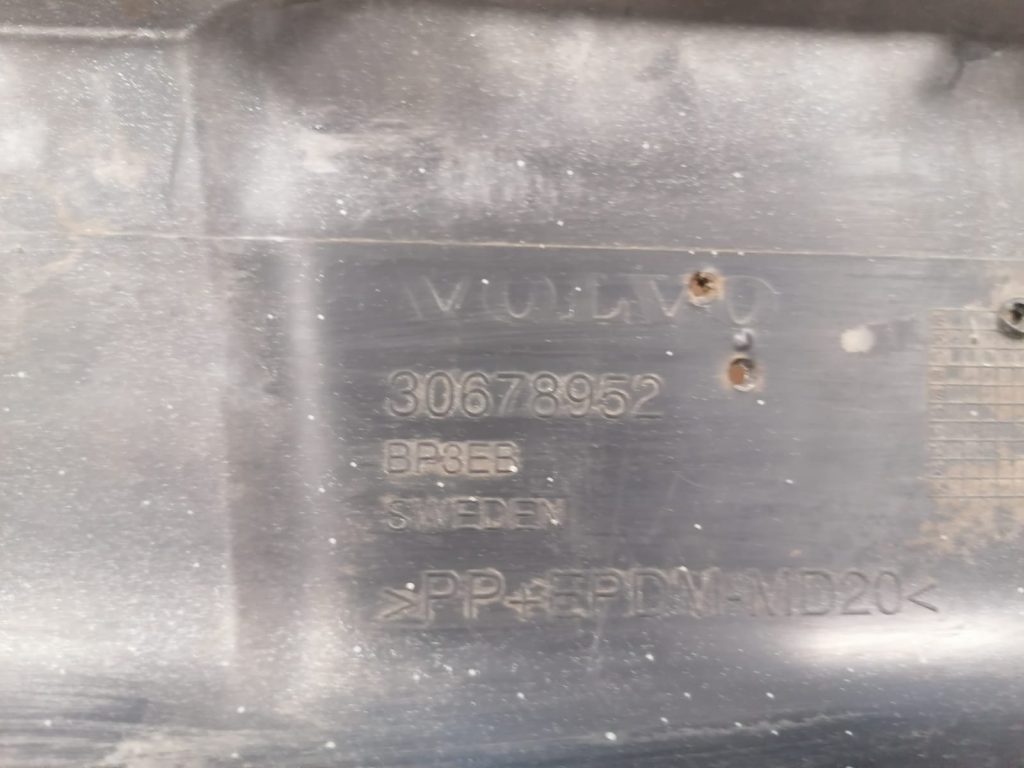 VOLVO
30678952
BP3EB
SWEDEN
>PP+EPDM-MD20<